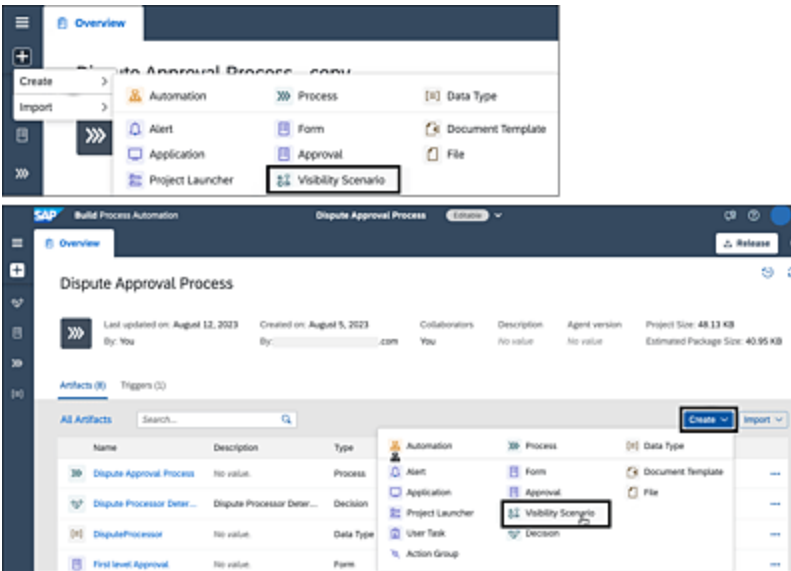 Overview
Dispute Approval Process - copy
Create
Import
Automation Process Data Type
Alert Form Document Template
Application Approval File
Project Launcher Visibility Scenario
SAP Build Process Automation Dispute Approval Process Editable
Overview Release
Dispute Approval Process
Last updated on: August 12, 2023 Created on: August 5, 2023 Collaborators Description Agent version Project Size: 48.13 KB
By: You By: .com You No value No value Estimated Package Size: 40.95 KB
Artifacts (8) Triggers (1)
All Artifacts Search... Create Import
Name Description Type
Automation Process Data Type
Dispute Approval Process No value. Process
Alert Form Document Template
Application Approval File
Dispute Processor Deter... Dispute Processor Deter... Decision
Project Launcher Visibility Scenario
DisputeProcessor No value. Data Type
User Task Decision
Action Group
First level Approval No value. Form